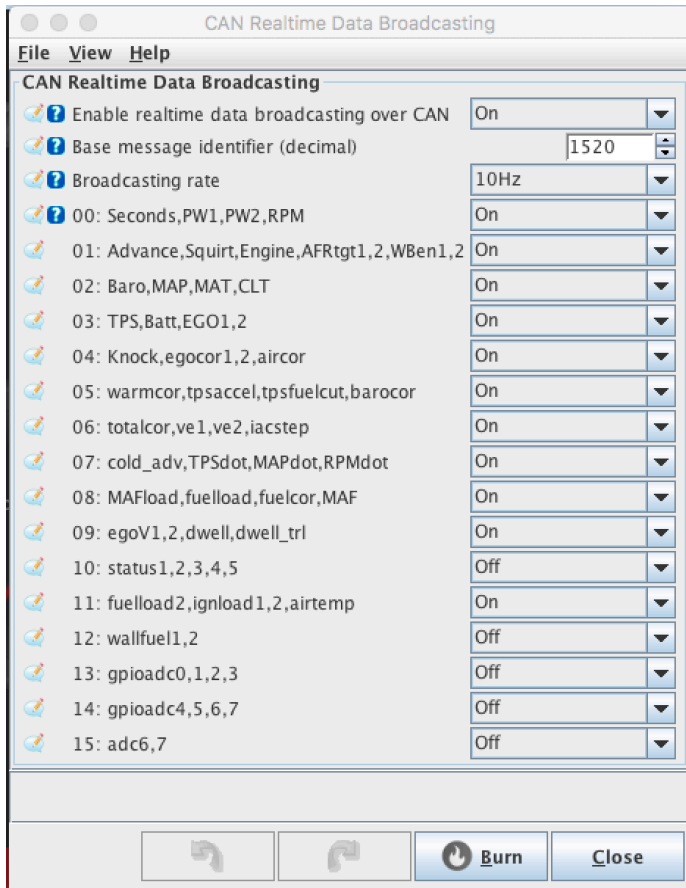 CAN Realtime Data Broadcasting
File View Help
CAN Realtime Data Broadcasting
? Enable realtime data broadcasting over CAN On
? Base message identifier (decimal) 1520
? Broadcasting rate 10Hz
? 00: Seconds,PW1,PW2,RPM On
01: Advance,Squirt,Engine,AFRtgt1,2,WBen1,2 On
02: Baro,MAP,MAT,CLT On
03: TPS,Batt,EGO1,2 On
04: Knock,egocor1,2,aircor On
05: warmcor,tpsaccel,tpsfuelcut,barocor On
06: totalcor,ve1,ve2,iacstep On
07: cold_adv,TPSdot,MAPdot,RPMdot On
08: MAFload,fuelload,fuelcor,MAF On
09: egoV1,2,dwell,dwell_trl On
10: status1,2,3,4,5 Off
11: fuelload2,ignload1,2,airtemp On
12: wallfuel1,2 Off
13: gpioadc0,1,2,3 Off
14: gpioadc4,5,6,7 Off
15: adc6,7 Off
Burn Close